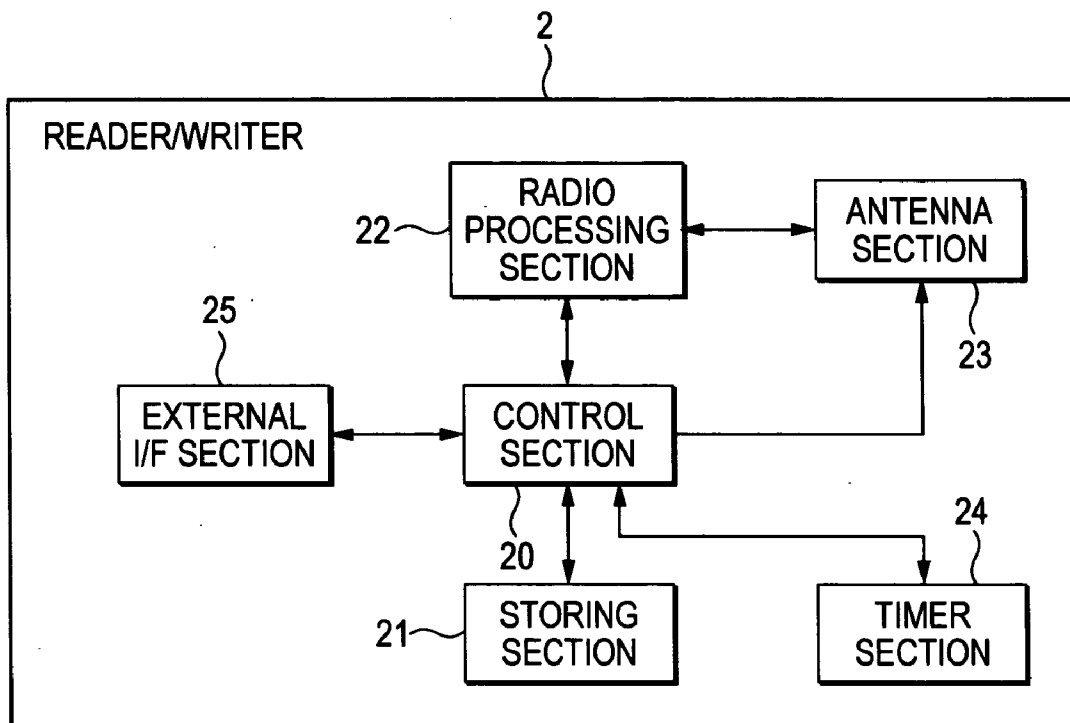 2
READER/WRITER
RADIO
PROCESSING
SECTION
22
ANTENNA
SECTION
23
25
EXTERNAL
I/F SECTION
CONTROL
SECTION
20
24
21
STORING
SECTION
TIMER
SECTION